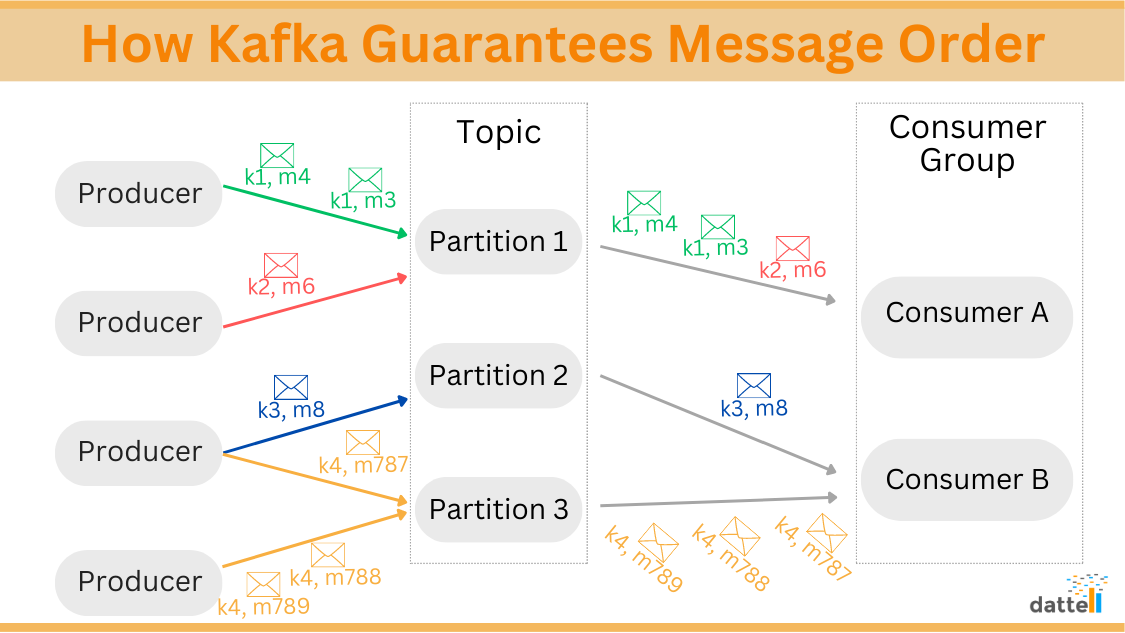 How Kafka Guarantees Message Order
Topic
Consumer
Group
Producer
k1, m4
k1, m3
Partition 1
k1, m4
k1, m3
k2, m6
Consumer A
Producer
k2, m6
Partition 2
k3, m8
Producer
k3, m8
k4, m787
Partition 3
Consumer B
k4, m789
k4, m788
k4, m787
Producer
k4, m788
k4, m789
dattell